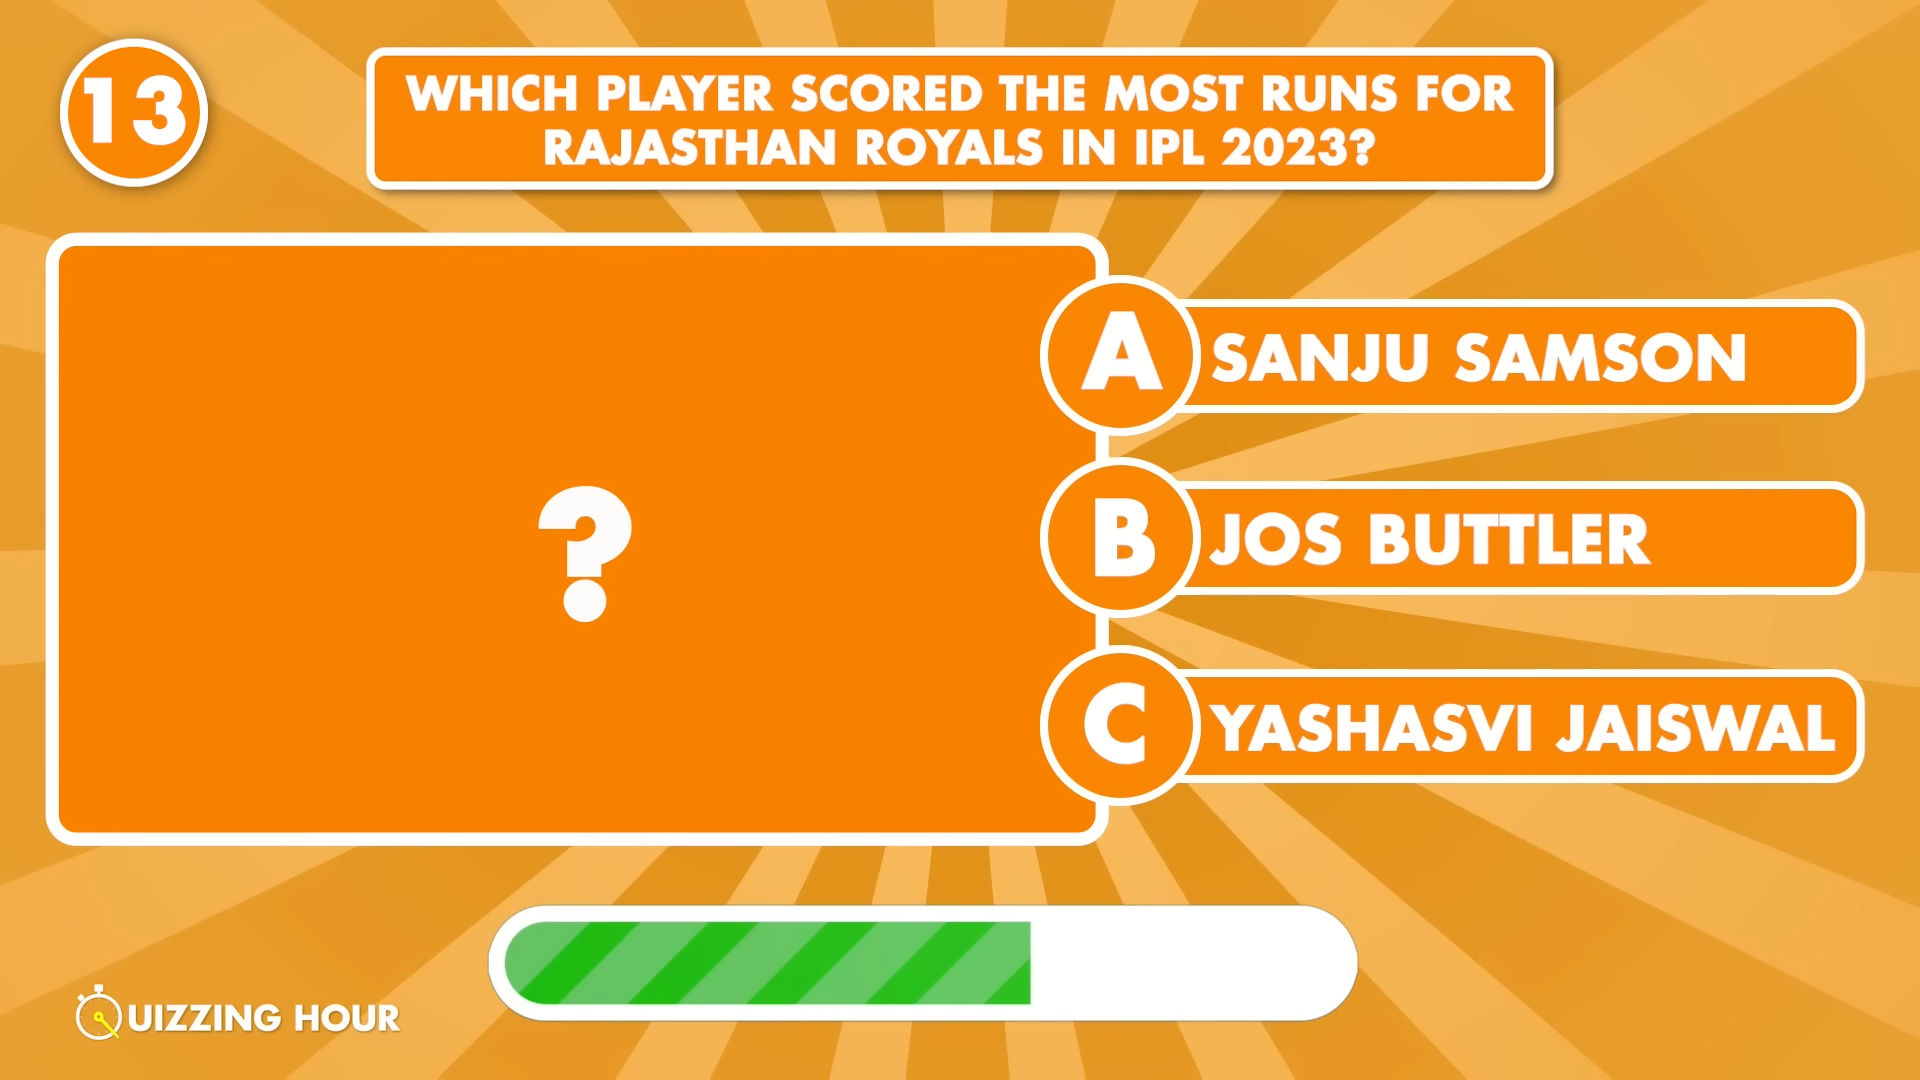 13
WHICH PLAYER SCORED THE MOST RUNS FOR
RAJASTHAN ROYALS IN IPL 2023?
?
A SANJU SAMSON
B JOS BUTTLER
C YASHASVI JAISWAL
QUIZZING HOUR